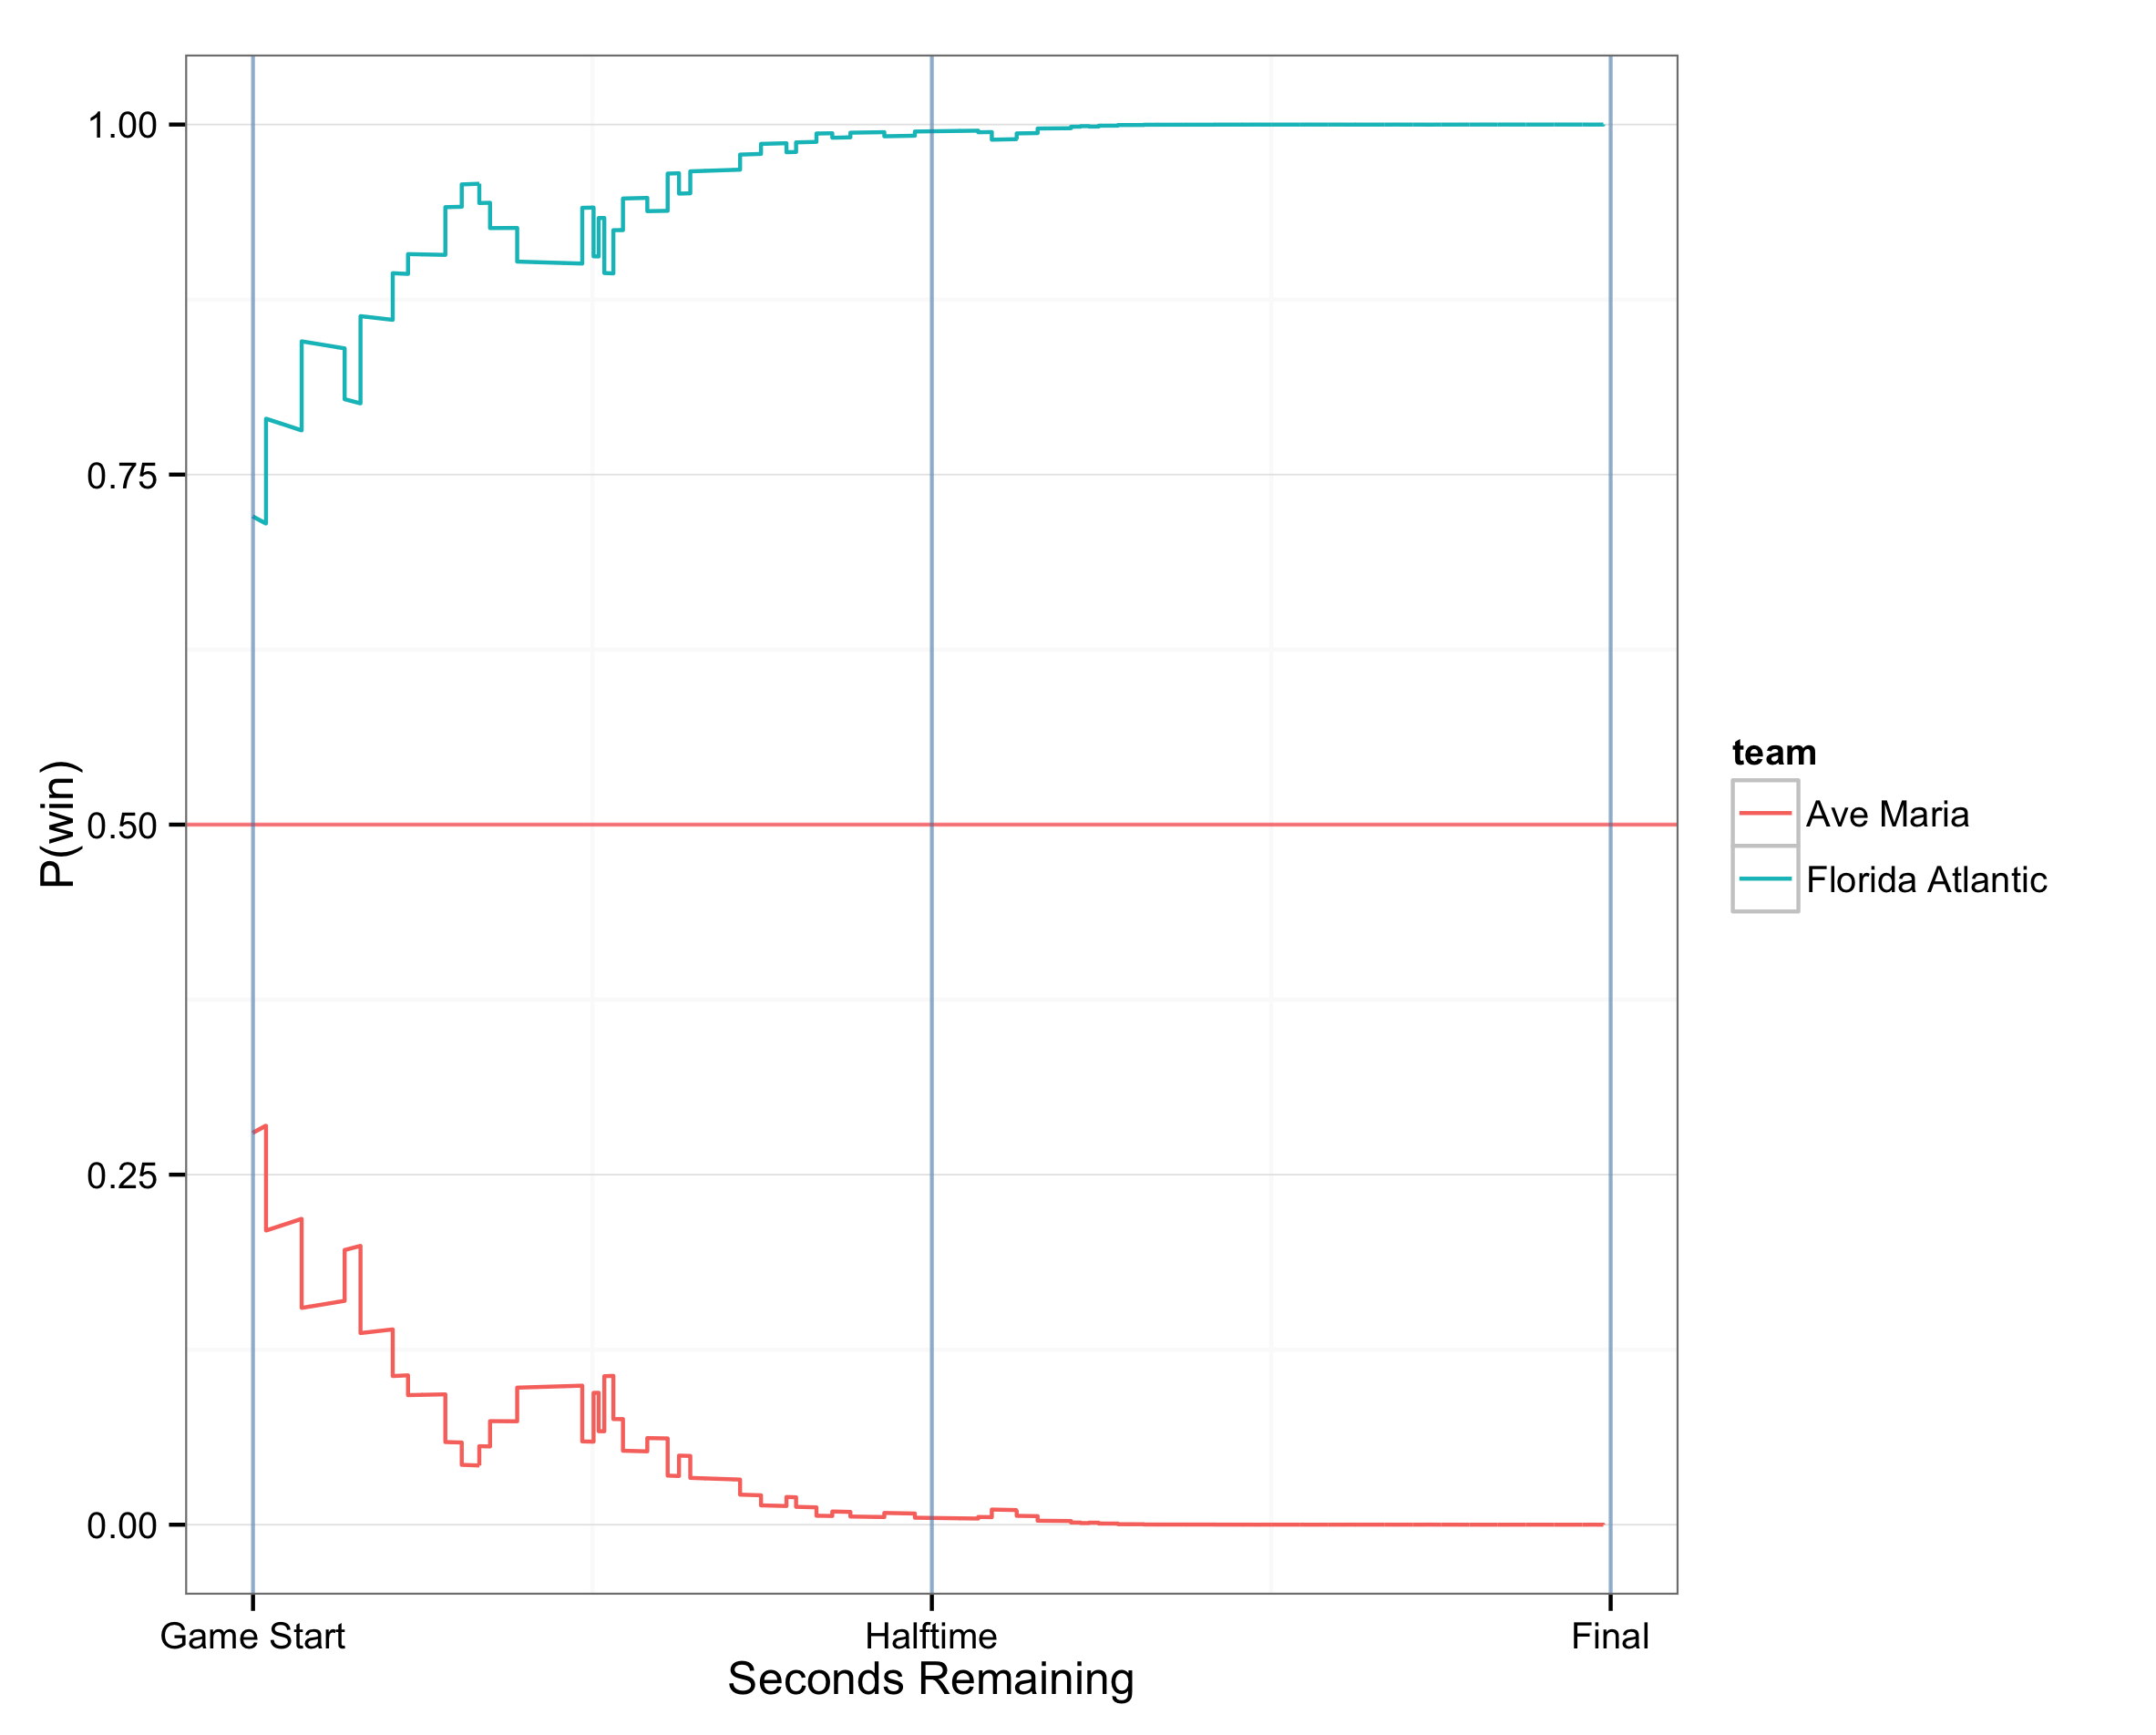 P(win)
1.00
0.75
0.50
0.25
0.00
Game Start
Halftime
Final
Seconds Remaining
team
Ave Maria
Florida Atlantic